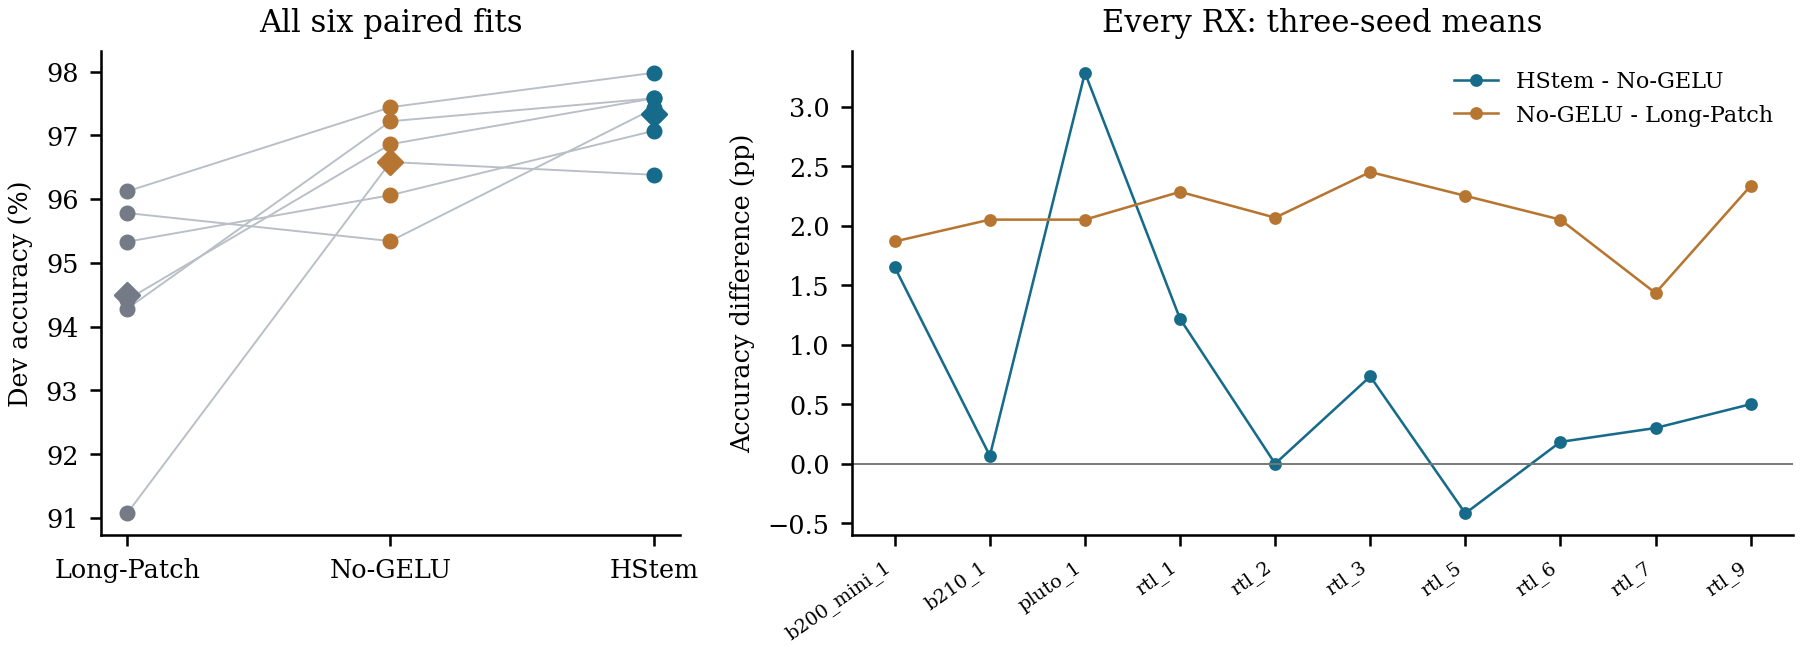 All six paired fits
Dev accuracy (%)
98
97
96
95
94
93
92
91
Long-Patch
No-GELU
HStem
Every RX: three-seed means
Accuracy difference (pp)
3.0
2.5
2.0
1.5
1.0
0.5
0.0
−0.5
HStem - No-GELU
No-GELU - Long-Patch
b200_mini_1
b210_1
pluto_1
rtl_1
rtl_2
rtl_3
rtl_5
rtl_6
rtl_7
rtl_9